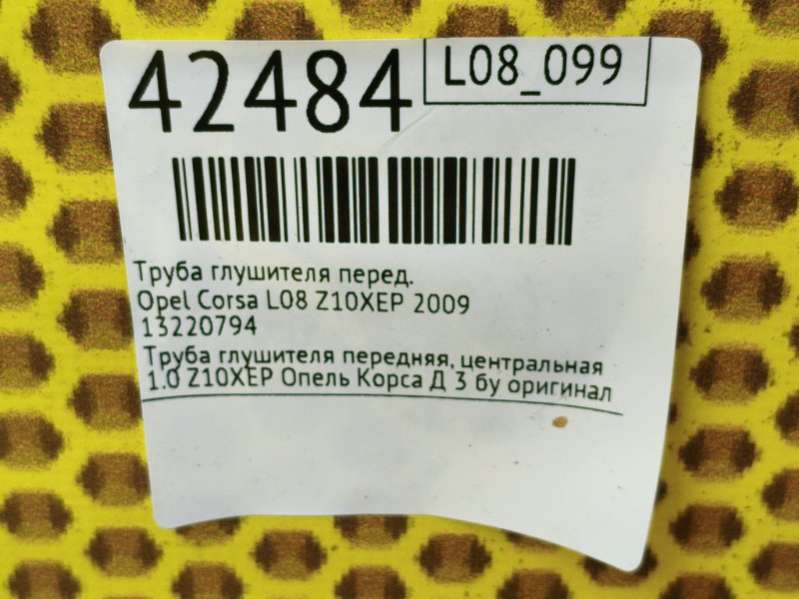 42484
L08_099
Труба глушителя перед.
Opel Corsa L08 Z10XEP 2009
13220794
Труба глушителя передняя, центральная
1.0 Z10XEP Опель Корса Д 3 бу оригинал